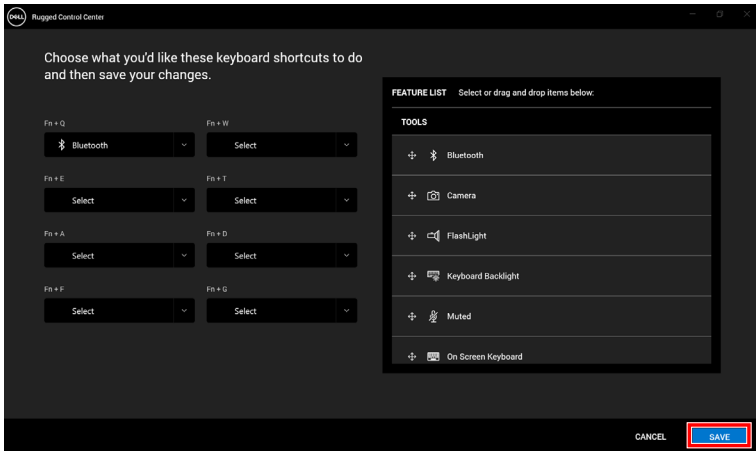 DELL
Rugged Control Center
Choose what you'd like these keyboard shortcuts to do
and then save your changes.
Fn + Q
Bluetooth
Fn + W
Select
Fn + E
Select
Fn + T
Select
Fn + A
Select
Fn + D
Select
Fn + F
Select
Fn + G
Select
FEATURE LIST Select or drag and drop items below:
TOOLS
Bluetooth
Camera
FlashLight
Keyboard Backlight
Muted
On Screen Keyboard
CANCEL
SAVE